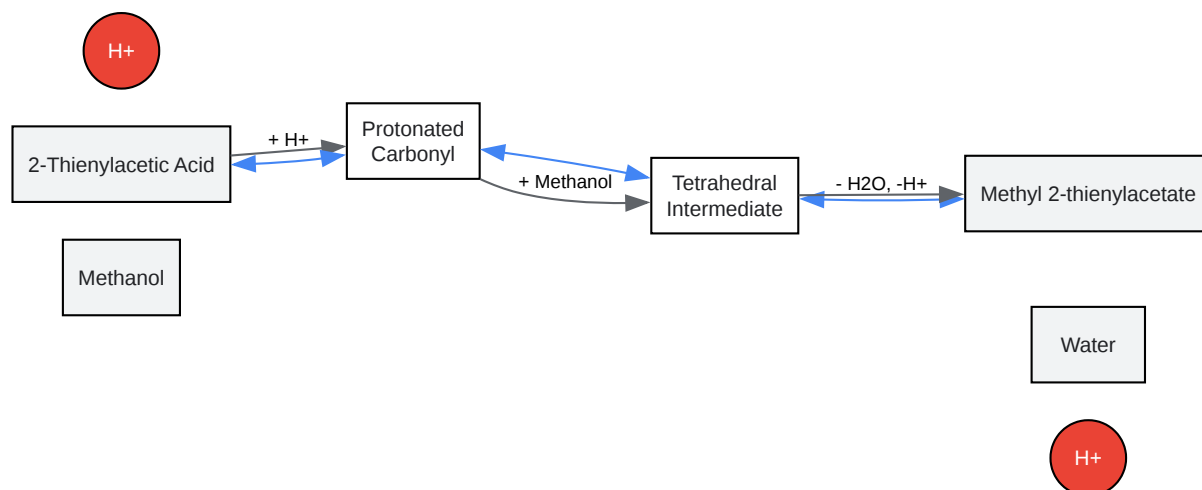 H+
2-Thienylacetic Acid
+ H+
Protonated
Carbonyl
+ Methanol
Tetrahedral
Intermediate
- H2O, -H+
Methyl 2-thienylacetate
Methanol
Water
H+